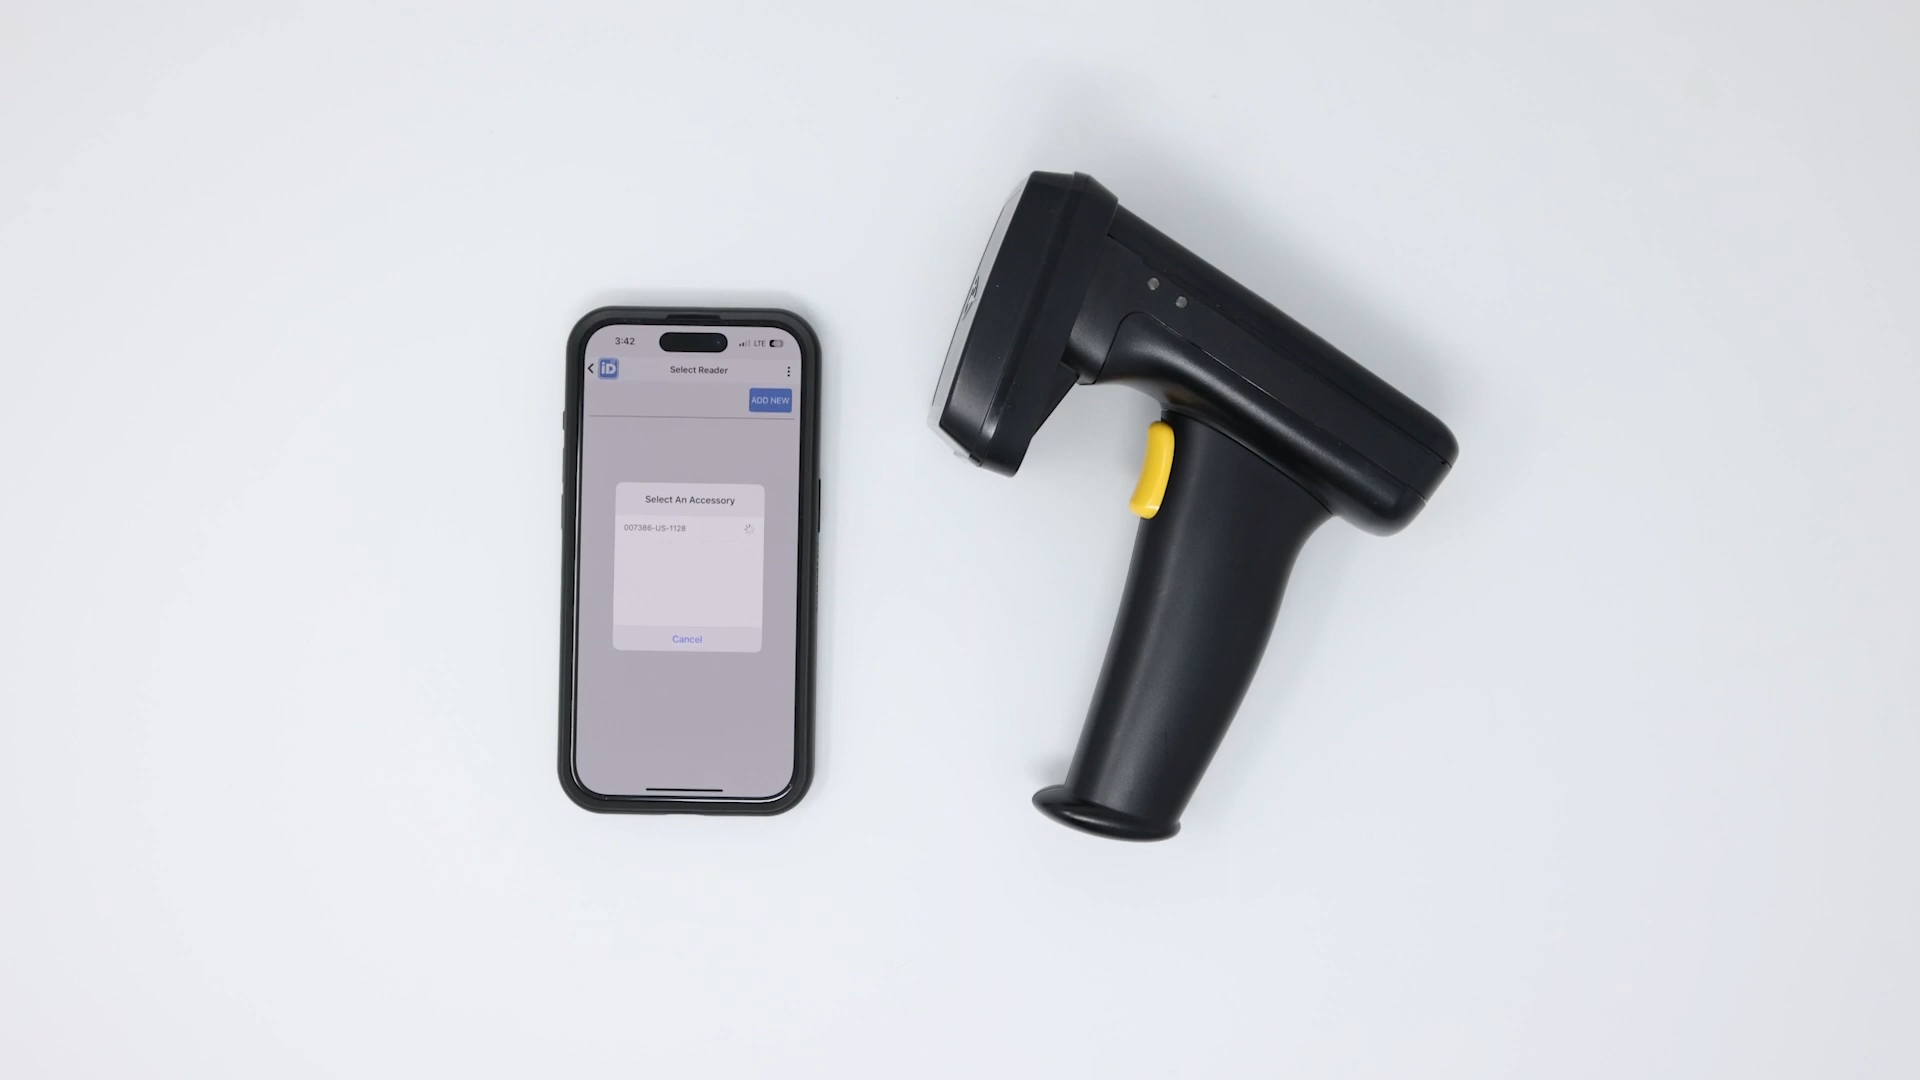 3:42
LTE
iD
Select Reader
ADD NEW
Select An Accessory
007386-US-1128
Cancel